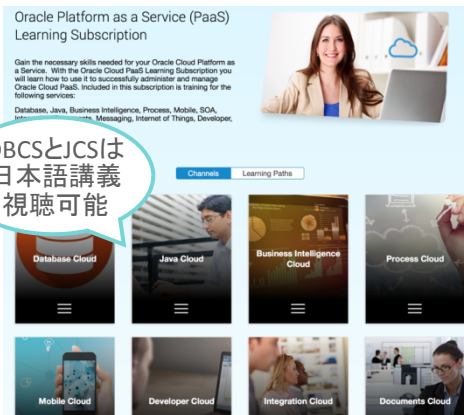 Oracle Platform as a Service (PaaS)
Learning Subscription
Gain the necessary skills needed for your Oracle Cloud Platform as
a Service. With the Oracle Cloud PaaS Learning Subscription you
will learn how to use it to successfully administer and manage
Oracle Cloud PaaS. Included in this subscription is training for the
following services:
Database, Java, Business Intelligence, Process, Mobile, SOA,
Messaging, Internet of Things, Developer,
DBCSとJCSは
日本語講義
視聴可能
Channels
Learning Paths
Database Cloud
Java Cloud
Business Intelligence
Cloud
Process Cloud
Mobile Cloud
Developer Cloud
Integration Cloud
Documents Cloud